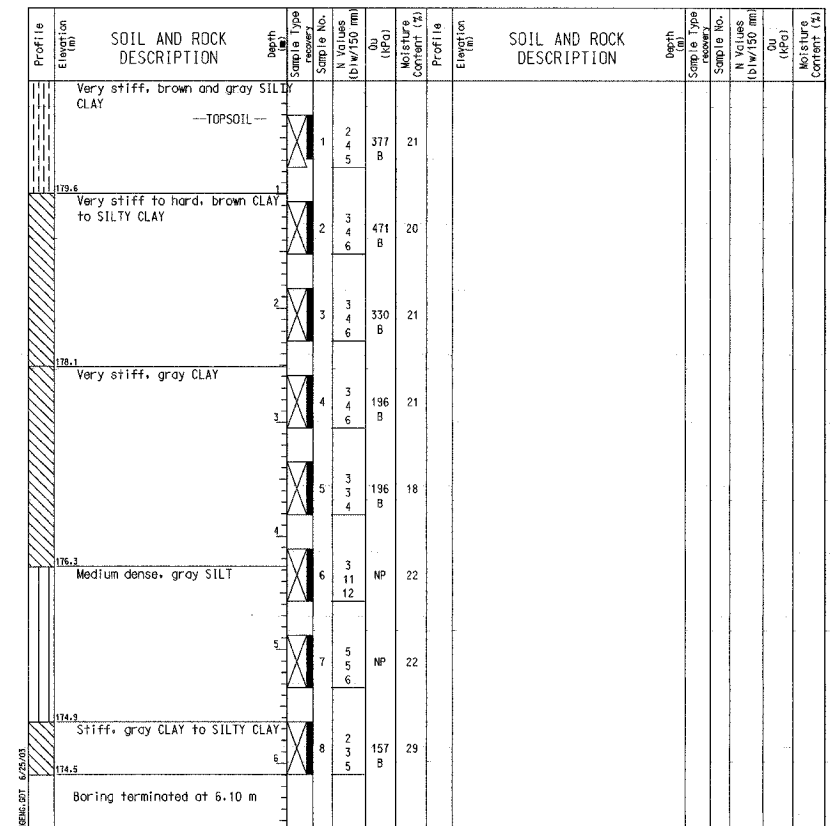 Profile
Elevation (m)
SOIL AND ROCK DESCRIPTION
Depth (m)
Sample Type recovery
Sample No.
N Values (blw/150 mm)
Qu (kPa)
Moisture Content (%)
Profile
Elevation (m)
SOIL AND ROCK DESCRIPTION
Depth (m)
Sample Type recovery
Sample No.
N Values (blw/150 mm)
Qu (kPa)
Moisture Content (%)
Very stiff, brown and gray SILTY
CLAY
--TOPSOIL--
1 2 4 5 377 B 21
179.6 1
Very stiff to hard, brown CLAY
to SILTY CLAY
2 3 4 6 471 B 20
2
3 3 4 6 330 B 21
178.1
Very stiff, gray CLAY
4 3 4 6 196 B 21
3
5 3 3 4 196 B 18
4
176.3
Medium dense, gray SILT
6 3 11 12 NP 22
5
7 5 5 6 NP 22
174.9
Stiff, gray CLAY to SILTY CLAY
8 2 3 5 157 B 29
6
174.5
Boring terminated at 6.10 m
.GDT 6/25/03